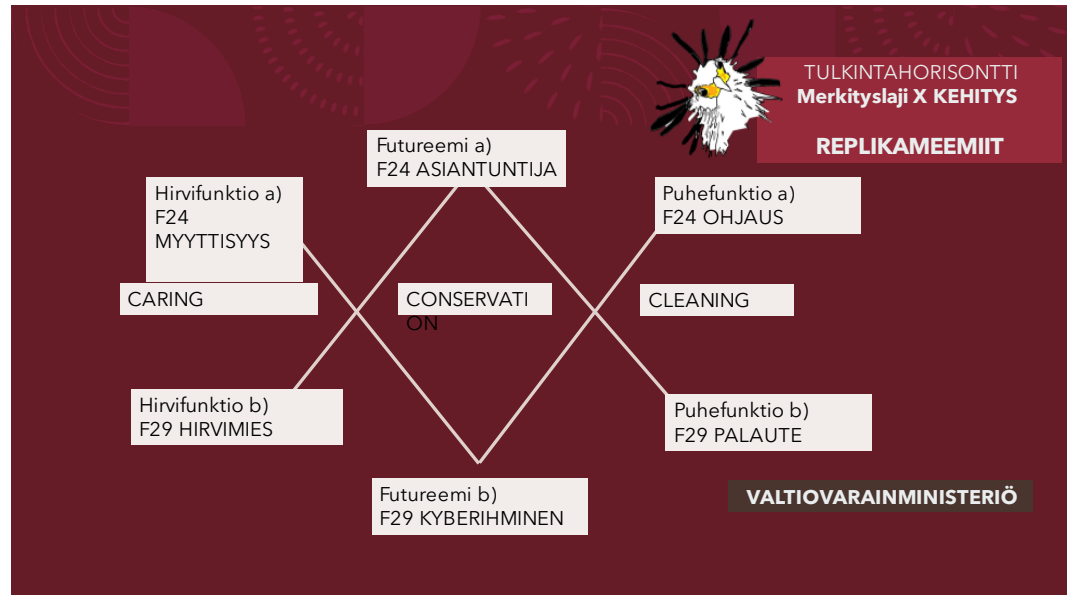 TULKINTAHORISONTTI
Merkityslaji X KEHITYS
REPLIKAMEEMIIT
Futureemi a)
F24 ASIANTUNTIJA
Hirvifunktio a)
F24
MYYTTISYYS
Puhefunktio a)
F24 OHJAUS
CARING
CONSERVATI
ON
CLEANING
Hirvifunktio b)
F29 HIRVIMIES
Puhefunktio b)
F29 PALAUTE
Futureemi b)
F29 KYBERIHMINEN
VALTIOVARAINMINISTERIÖ